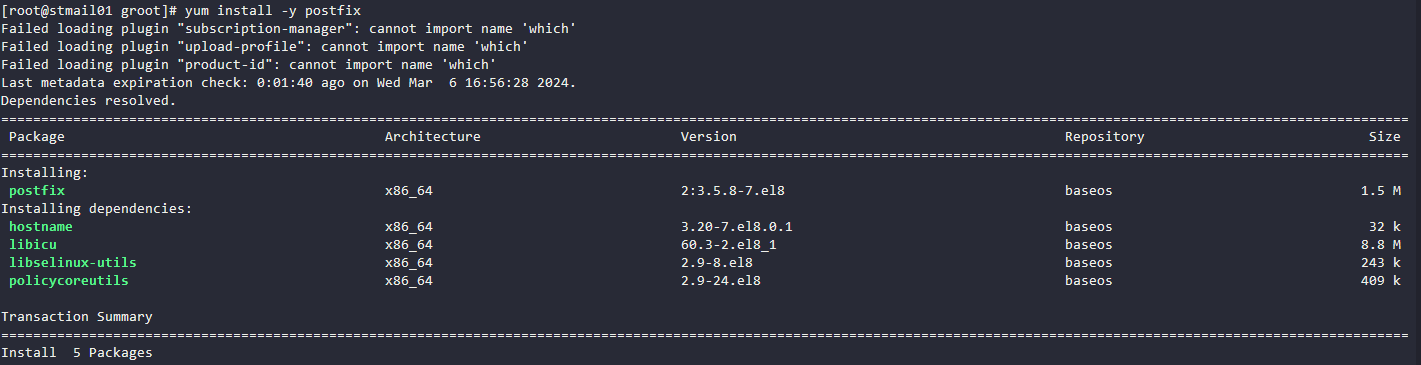 [root@stmail01 groot]# yum install -y postfix
Failed loading plugin "subscription-manager": cannot import name 'which'
Failed loading plugin "upload-profile": cannot import name 'which'
Failed loading plugin "product-id": cannot import name 'which'
Last metadata expiration check: 0:01:40 ago on Wed Mar  6 16:56:28 2024.
Dependencies resolved.
Package Architecture Version Repository Size
Installing:
postfix x86_64 2:3.5.8-7.el8 baseos 1.5 M
Installing dependencies:
hostname x86_64 3.20-7.el8.0.1 baseos 32 k
libicu x86_64 60.3-2.el8_1 baseos 8.8 M
libselinux-utils x86_64 2.9-8.el8 baseos 243 k
policycoreutils x86_64 2.9-24.el8 baseos 409 k
Transaction Summary
Install  5 Packages